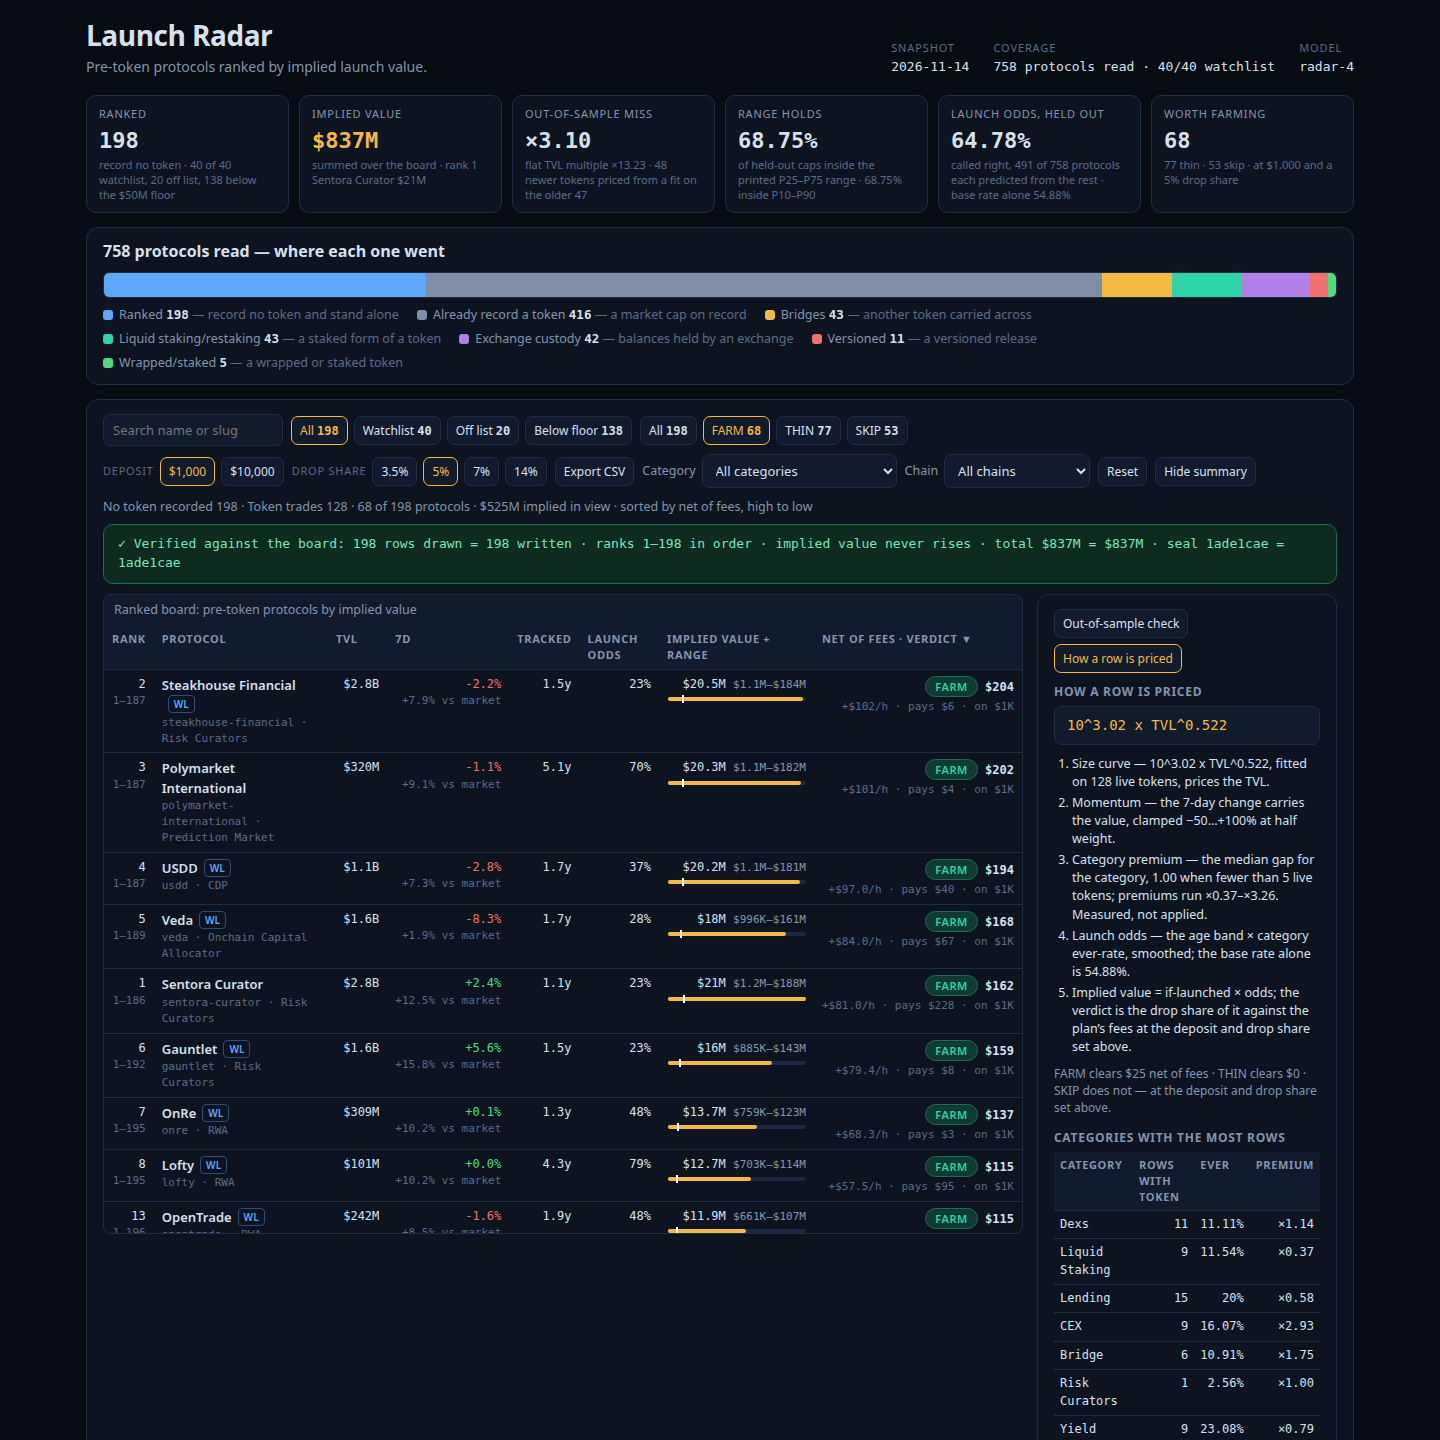 Launch Radar
Pre-token protocols ranked by implied launch value.
SNAPSHOT
2026-11-14
COVERAGE
758 protocols read · 40/40 watchlist
MODEL
radar-4
RANKED
198
record no token · 40 of 40
watchlist, 20 off list, 138 below
the $50M floor
IMPLIED VALUE
$837M
summed over the board · rank 1
Sentora Curator $21M
OUT-OF-SAMPLE MISS
×3.10
flat TVL multiple ×13.23 · 48
newer tokens priced from a fit on
the older 47
RANGE HOLDS
68.75%
of held-out caps inside the
printed P25–P75 range · 68.75%
inside P10–P90
LAUNCH ODDS, HELD OUT
64.78%
called right, 491 of 758 protocols
each predicted from the rest ·
base rate alone 54.88%
WORTH FARMING
68
77 thin · 53 skip · at $1,000 and a
5% drop share
758 protocols read — where each one went
Ranked 198 — record no token and stand alone
Already record a token 416 — a market cap on record
Bridges 43 — another token carried across
Liquid staking/restaking 43 — a staked form of a token
Exchange custody 42 — balances held by an exchange
Versioned 11 — a versioned release
Wrapped/staked 5 — a wrapped or staked token
Search name or slug
All 198
Watchlist 40
Off list 20
Below floor 138
All 198
FARM 68
THIN 77
SKIP 53
DEPOSIT $1,000 $10,000 DROP SHARE 3.5% 5% 7% 14% Export CSV Category All categories Chain All chains Reset Hide summary
No token recorded 198 · Token trades 128 · 68 of 198 protocols · $525M implied in view · sorted by net of fees, high to low
✓ Verified against the board: 198 rows drawn = 198 written · ranks 1–198 in order · implied value never rises · total $837M = $837M · seal 1ade1cae =
1ade1cae
Ranked board: pre-token protocols by implied value
RANK PROTOCOL TVL 7D TRACKED LAUNCH ODDS IMPLIED VALUE + RANGE NET OF FEES · VERDICT ▼
2 Steakhouse Financial $2.8B -2.2% 1.5y 23% $20.5M $1.1M–$184M FARM $204
1–187 WL +7.9% vs market +$102/h · pays $6 · on $1K
steakhouse-financial ·
Risk Curators
3 Polymarket $320M -1.1% 5.1y 70% $20.3M $1.1M–$182M FARM $202
1–187 International +9.1% vs market +$101/h · pays $4 · on $1K
polymarket-
international ·
Prediction Market
4 USDD WL $1.1B -2.8% 1.7y 37% $20.2M $1.1M–$181M FARM $194
1–187 usdd · CDP +7.3% vs market +$97.0/h · pays $40 · on $1K
5 Veda WL $1.6B -8.3% 1.7y 28% $18M $996K–$161M FARM $168
1–189 veda · Onchain Capital +1.9% vs market +$84.0/h · pays $67 · on $1K
Allocator
1 Sentora Curator $2.8B +2.4% 1.1y 23% $21M $1.2M–$188M FARM $162
1–186 sentora-curator · Risk +12.5% vs market +$81.0/h · pays $228 · on $1K
Curators
6 Gauntlet WL $1.6B +5.6% 1.5y 23% $16M $885K–$143M FARM $159
1–192 gauntlet · Risk +15.8% vs market +$79.4/h · pays $8 · on $1K
Curators
7 OnRe WL $309M +0.1% 1.3y 48% $13.7M $759K–$123M FARM $137
1–195 onre · RWA +10.2% vs market +$68.3/h · pays $3 · on $1K
8 Lofty WL $101M +0.0% 4.3y 79% $12.7M $703K–$114M FARM $115
1–195 lofty · RWA +10.2% vs market +$57.5/h · pays $95 · on $1K
13 OpenTrade WL $242M -1.6% 1.9y 48% $11.9M $661K–$107M FARM $115
1–196 opentrade · RWA +8.5% vs market
Out-of-sample check
How a row is priced
HOW A ROW IS PRICED
10^3.02 x TVL^0.522
1. Size curve — 10^3.02 x TVL^0.522, fitted
on 128 live tokens, prices the TVL.
2. Momentum — the 7-day change carries
the value, clamped −50…+100% at half
weight.
3. Category premium — the median gap for
the category, 1.00 when fewer than 5 live
tokens; premiums run ×0.37–×3.26.
Measured, not applied.
4. Launch odds — the age band × category
ever-rate, smoothed; the base rate alone
is 54.88%.
5. Implied value = if-launched × odds; the
verdict is the drop share of it against the
plan's fees at the deposit and drop share
set above.
FARM clears $25 net of fees · THIN clears $0 ·
SKIP does not — at the deposit and drop share
set above.
CATEGORIES WITH THE MOST ROWS
CATEGORY ROWS WITH TOKEN EVER PREMIUM
Dexs 11 11.11% ×1.14
Liquid Staking 9 11.54% ×0.37
Lending 15 20% ×0.58
CEX 9 16.07% ×2.93
Bridge 6 10.91% ×1.75
Risk Curators 1 2.56% ×1.00
Yield 9 23.08% ×0.79